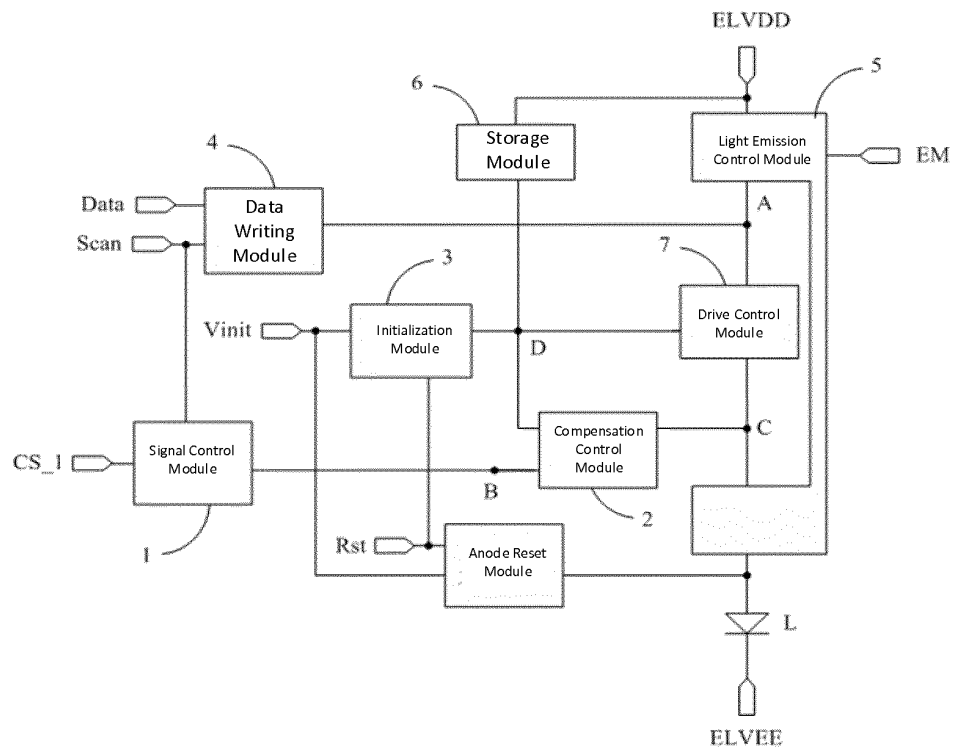 ELVDD
5
6
Storage
Module
Light Emission
Control Module
EM
4
Data
Data
Writing
Module
Scan
A
7
3
Vinit
Initialization
Module
D
Drive Control
Module
Signal Control
Module
CS_1
Compensation
Control
Module
C
B
2
1
Rst
Anode Reset
Module
L
ELVEE